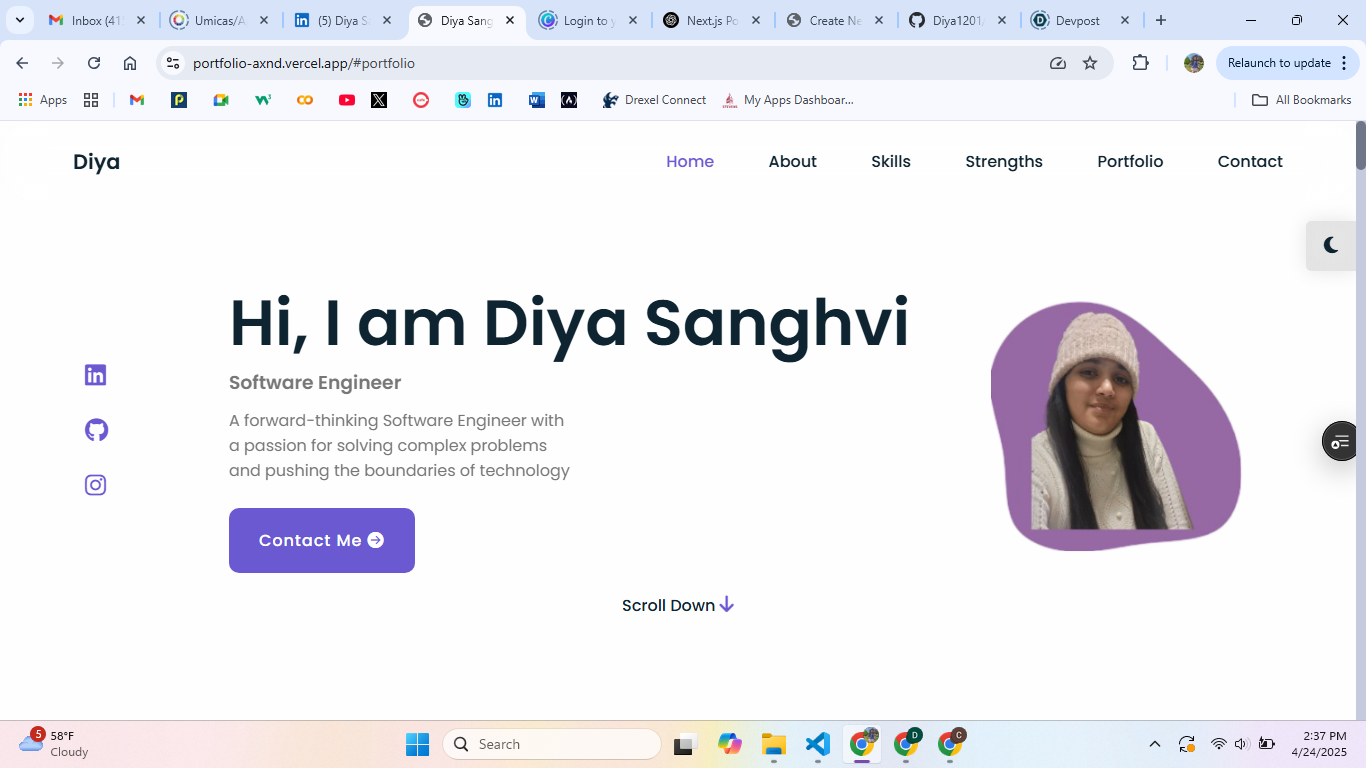 Inbox (41
Umicas/A
(5) Diya S
Diya Sang
Login to y
Next.js Po
Create Ne
Diya1201/
Devpost
portfolio-axnd.vercel.app/#portfolio
Relaunch to update
Apps
Drexel Connect
My Apps Dashboar...
All Bookmarks
Diya
Home
About
Skills
Strengths
Portfolio
Contact
Hi, I am Diya Sanghvi
Software Engineer
A forward-thinking Software Engineer with
a passion for solving complex problems
and pushing the boundaries of technology
Contact Me
Scroll Down
5
58°F
Cloudy
Search
D
C
2:37 PM
4/24/2025